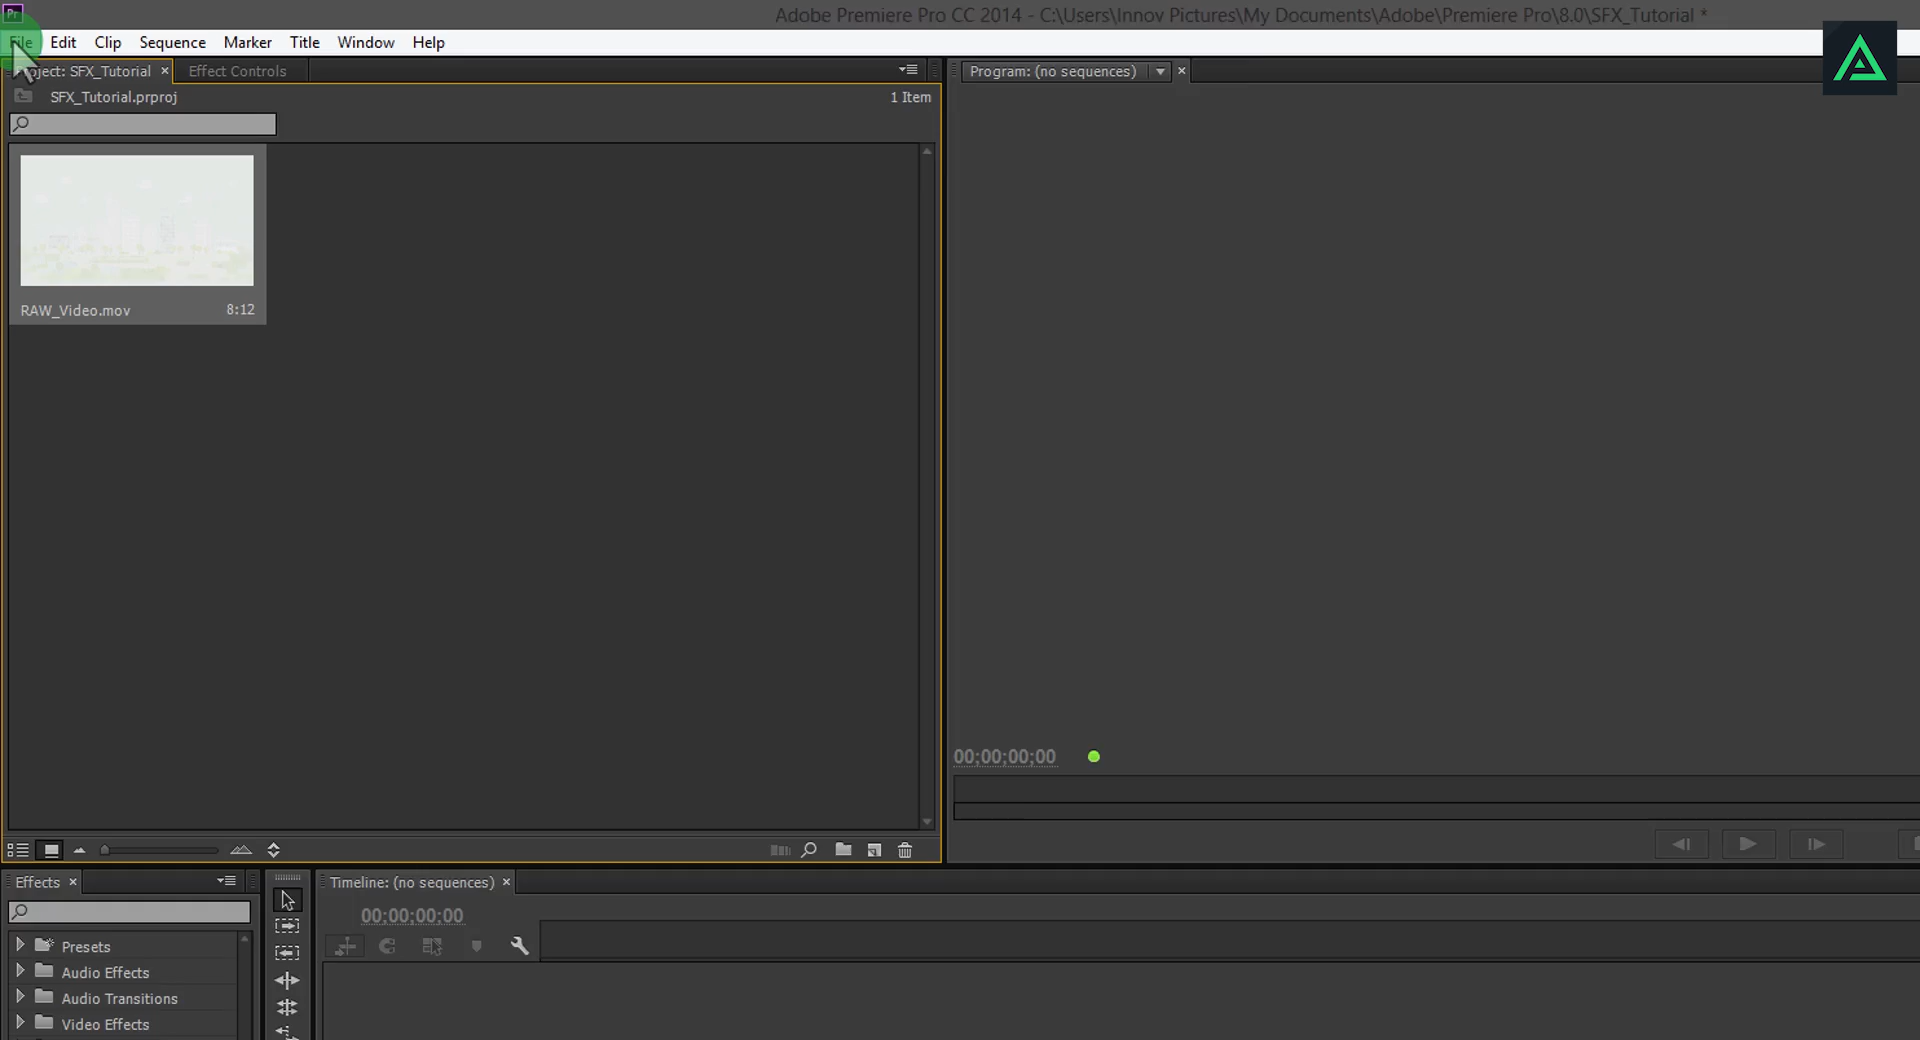 Pr
Adobe Premiere Pro CC 2014 - C:\Users\Innov Pictures\My Documents\Adobe\Premiere Pro\8.0\SFX_Tutorial *
File Edit Clip Sequence Marker Title Window Help
Project: SFX_Tutorial × Effect Controls
Program: (no sequences) ×
SFX_Tutorial.prproj
1 Item
RAW_Video.mov 8:12
00;00;00;00
Effects ×
Timeline: (no sequences) ×
00;00;00;00
Presets
Audio Effects
Audio Transitions
Video Effects